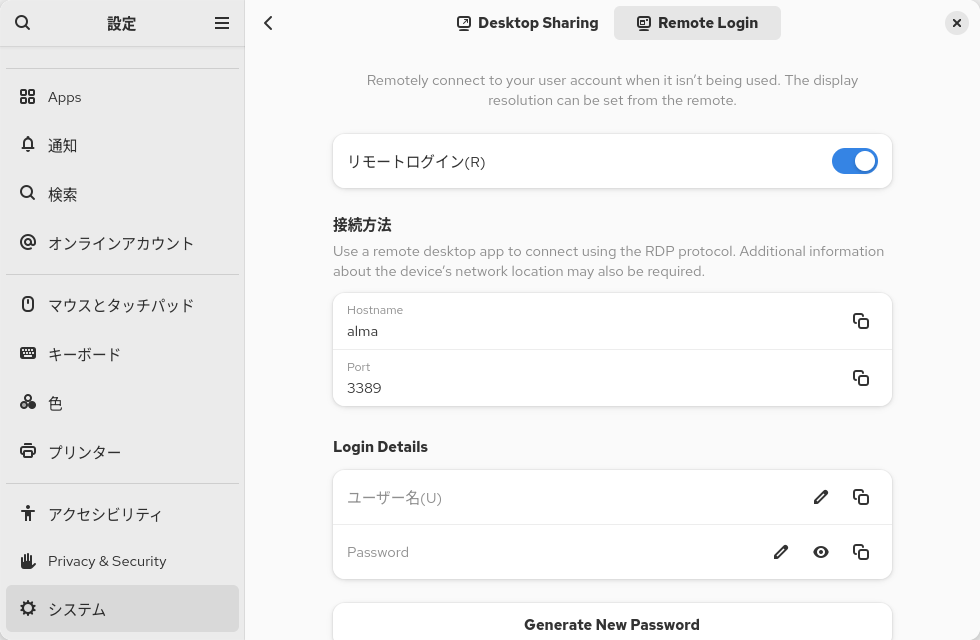 設定
Apps
通知
検索
オンラインアカウント
マウスとタッチパッド
キーボード
色
プリンター
アクセシビリティ
Privacy & Security
システム
Desktop Sharing
Remote Login
Remotely connect to your user account when it isn’t being used. The display
resolution can be set from the remote.
リモートログイン(R)
接続方法
Use a remote desktop app to connect using the RDP protocol. Additional information
about the device’s network location may also be required.
Hostname
alma
Port
3389
Login Details
ユーザー名(U)
Password
Generate New Password